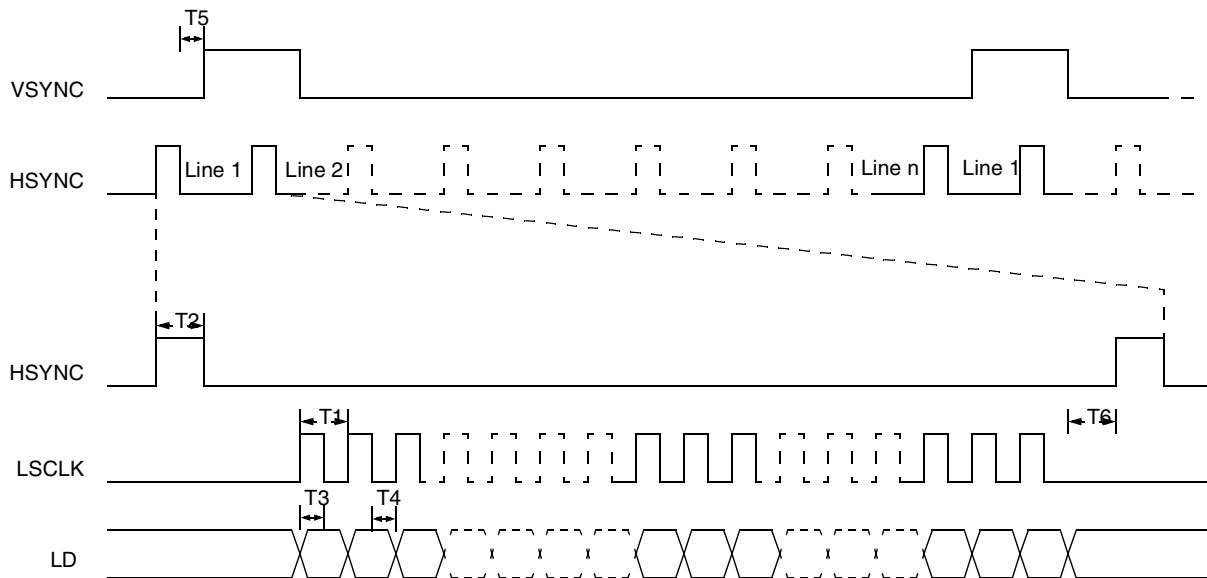 T5
VSYNC
HSYNC
Line 1
Line 2
Line n
Line 1
T2
HSYNC
T1
T6
LSCLK
T3
T4
LD